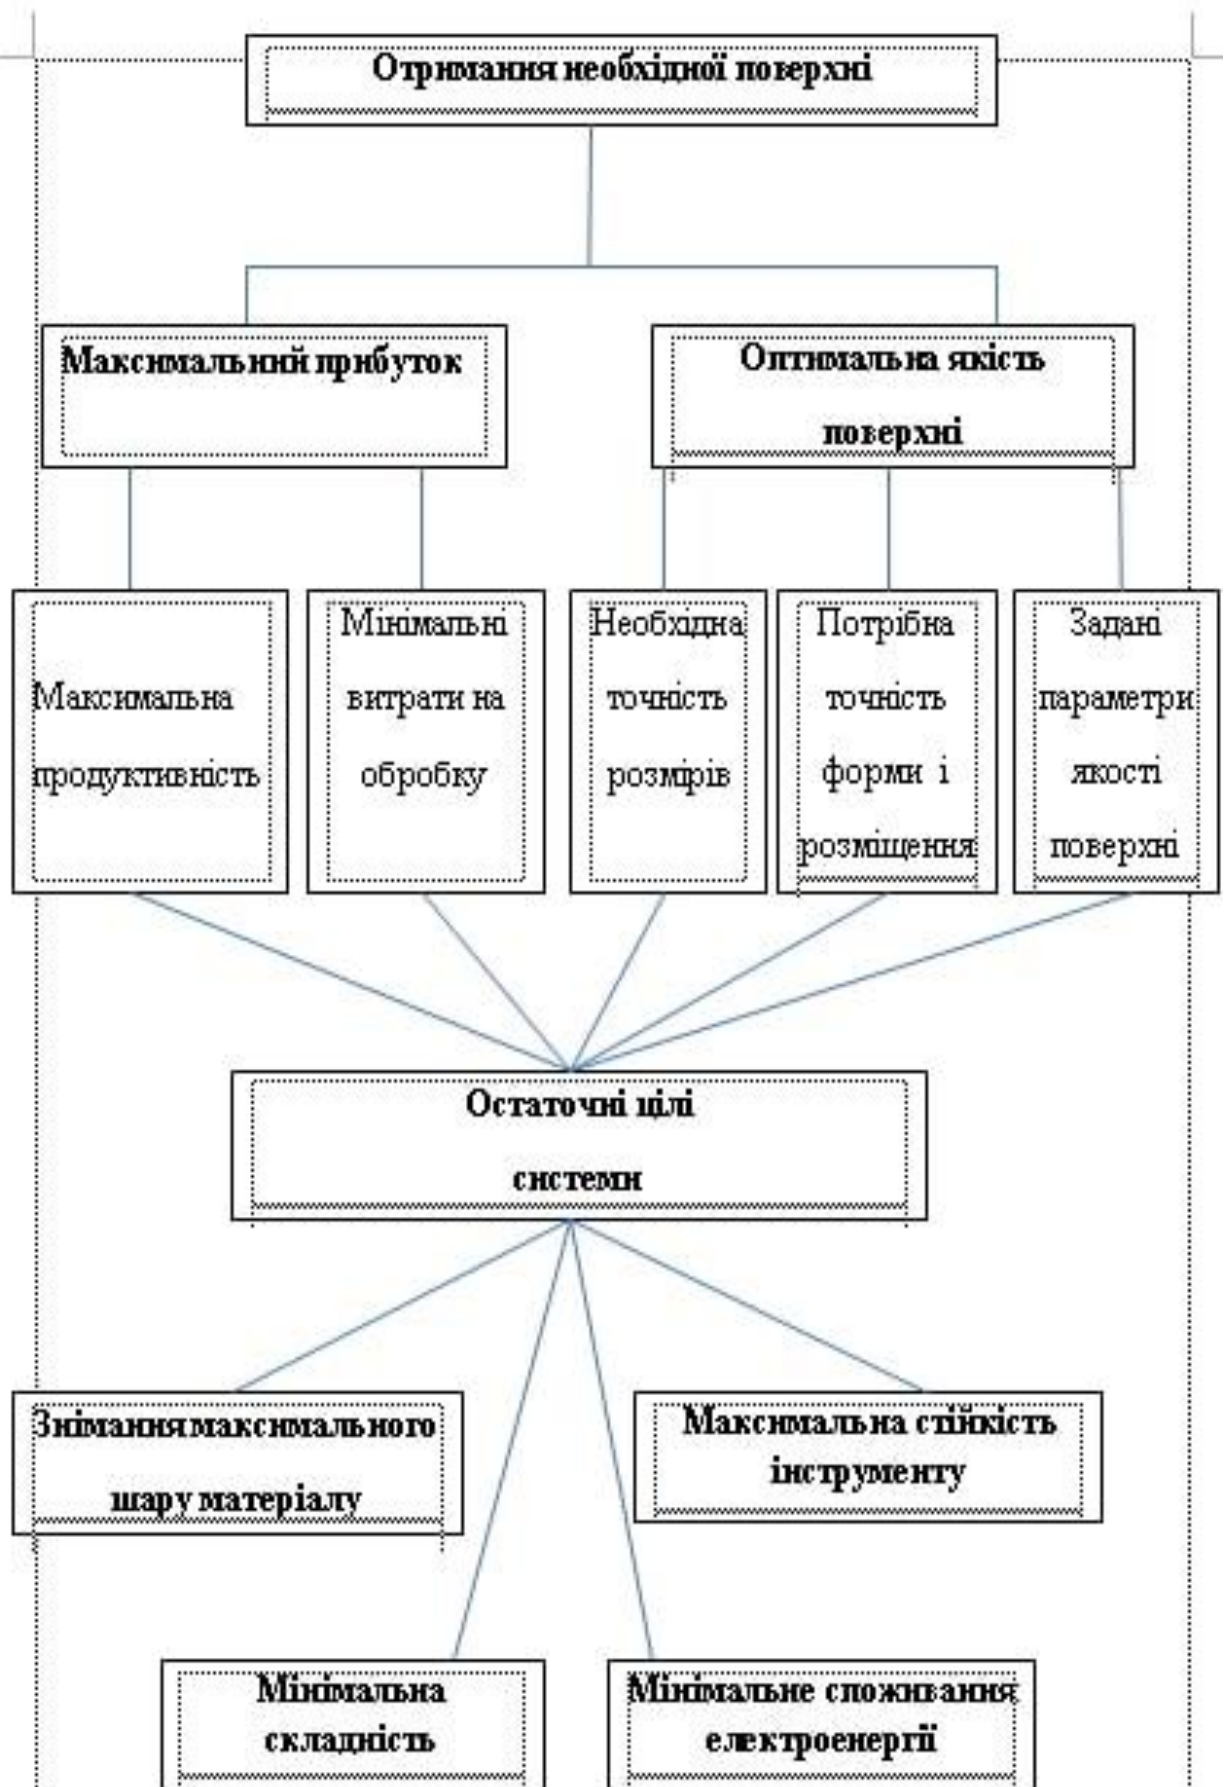 Отримання необхідної поверхні
Максимальний прибуток
Оптимальна якість
поверхні
Максимальна
продуктивність
Мінімальні
витрати на
обробку
Необхідна
точність
розмірів
Потрібна
точність
форми і
розміщення
Задані
параметри
якості
поверхні
Остаточні цілі
системи
Знімання максимального
шару матеріалу
Максимальна стійкість
інструменту
Мінімальна
складність
Мінімальне споживання
електроенергії